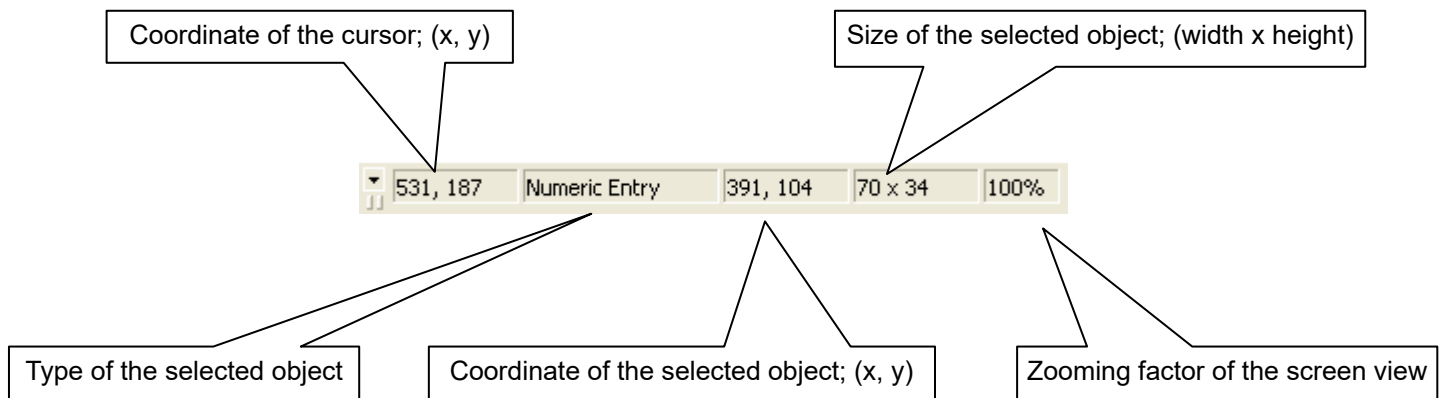 Coordinate of the cursor; (x, y)
Size of the selected object; (width x height)
531, 187 Numeric Entry 391, 104 70 x 34 100%
Type of the selected object
Coordinate of the selected object; (x, y)
Zooming factor of the screen view